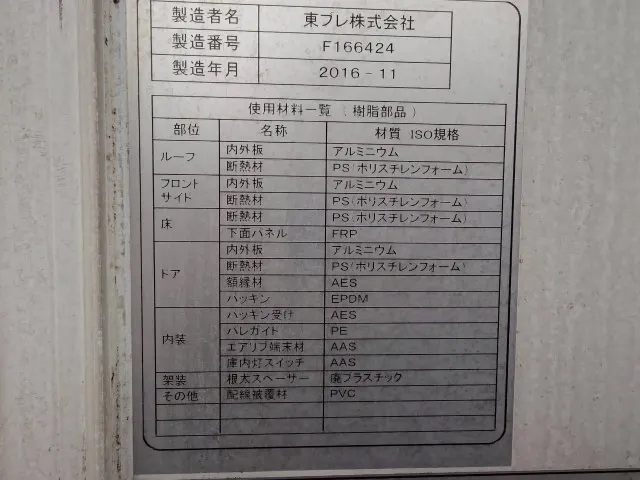 製造者名 東プレ株式会社
製造番号 F166424
製造年月 2016-11
使用材料一覧 (樹脂部品)
部位 名称 材質 ISO規格
ルーフ 内外板 アルミニウム
断熱材 PS(ポリスチレンフォーム)
フロント サイト 内外板 アルミニウム
断熱材 PS(ポリスチレンフォーム)
床 断熱材 PS(ポリスチレンフォーム)
下面パネル FRP
トア 内外板 アルミニウム
断熱材 PS(ポリスチレンフォーム)
額縁材 AES
パッキン EPDM
内装 パッキン受け AES
ハレガイト PE
エアリブ端末材 AAS
庫内灯スイッチ AAS
架装 根太スペーサー 廃プラスチック
その他 配線被覆材 PVC